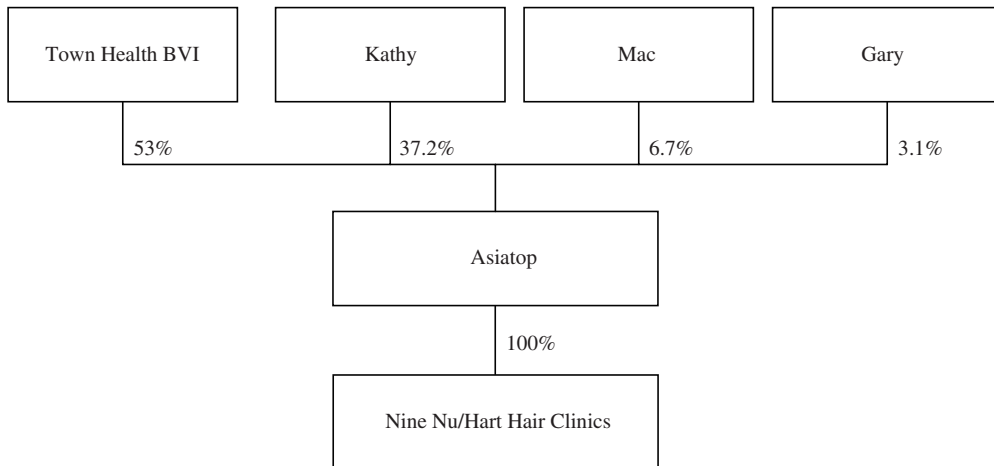 Town Health BVI
Kathy
Mac
Gary
53%
37.2%
6.7%
3.1%
Asiatop
100%
Nine Nu/Hart Hair Clinics